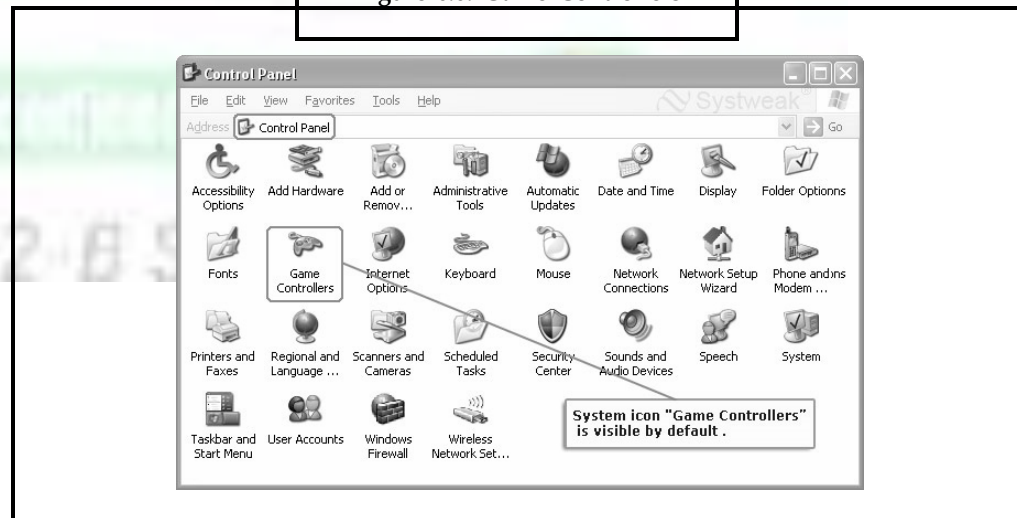 Control Panel
File Edit View Favorites Tools Help
Systweak®
Address Control Panel Go
Accessibility Options
Add Hardware
Add or Remov...
Administrative Tools
Automatic Updates
Date and Time
Display
Folder Optionns
Fonts
Game Controllers
Internet Options
Keyboard
Mouse
Network Connections
Network Setup Wizard
Phone andns Modem ...
Printers and Faxes
Regional and Language ...
Scanners and Cameras
Scheduled Tasks
Security Center
Sounds and Audio Devices
Speech
System
Taskbar and Start Menu
User Accounts
Windows Firewall
Wireless Network Set...
System icon "Game Controllers"
is visible by default .